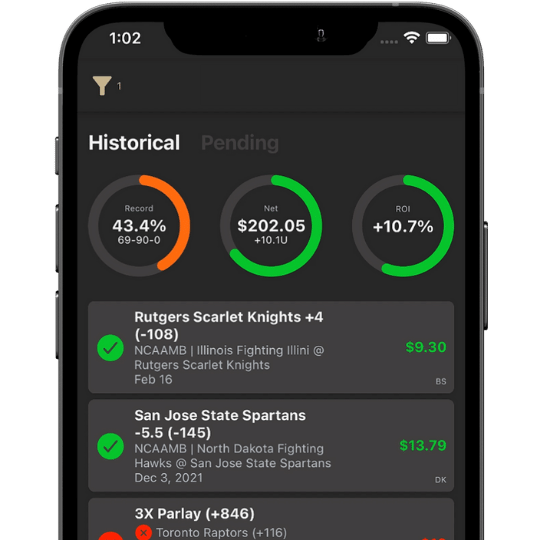 1:02
1
Historical Pending
Record
43.4%
69-90-0
Net
$202.05
+10.1U
ROI
+10.7%
Rutgers Scarlet Knights +4
(-108)
NCAAMB | Illinois Fighting Illini @
Rutgers Scarlet Knights
Feb 16
$9.30
BS
San Jose State Spartans
-5.5 (-145)
NCAAMB | North Dakota Fighting
Hawks @ San Jose State Spartans
Dec 3, 2021
$13.79
DK
3X Parlay (+846)
Toronto Raptors (+116)